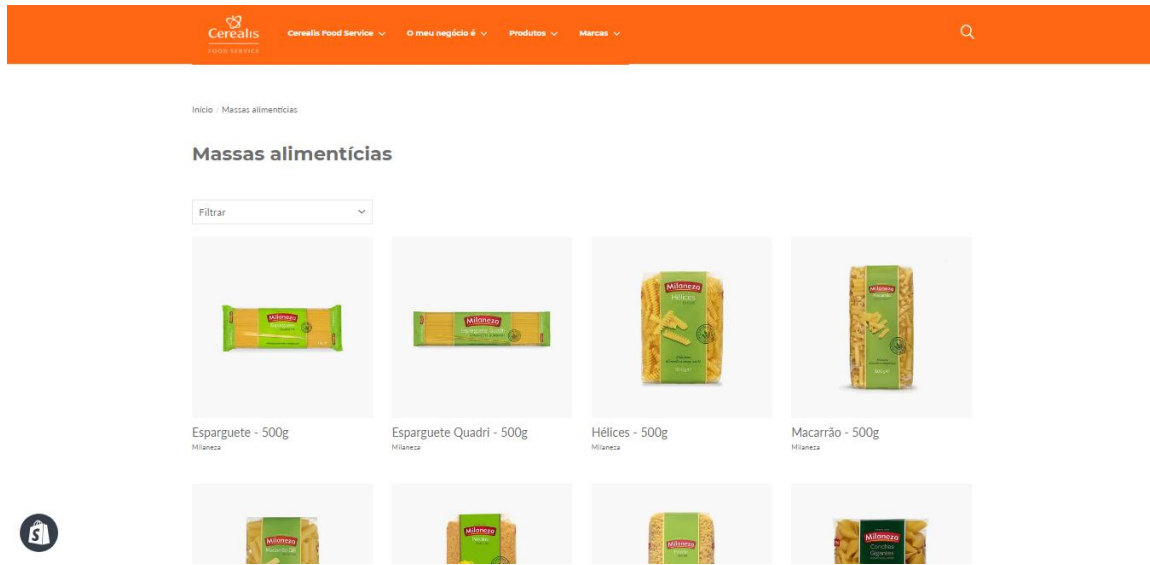 Cerealis
FOOD SERVICE
Cerealis Food Service
O meu negócio é
Produtos
Marcas
Início / Massas alimentícias
Massas alimentícias
Filtrar
Milaneza
Milaneza
Milaneza
Hélices
Milaneza
Esparguete - 500g
Milaneza
Esparguete Quadri - 500g
Milaneza
Hélices - 500g
Milaneza
Macarrão - 500g
Milaneza
Milaneza
Milaneza
Milaneza
Milaneza
Conchas
Gigantes